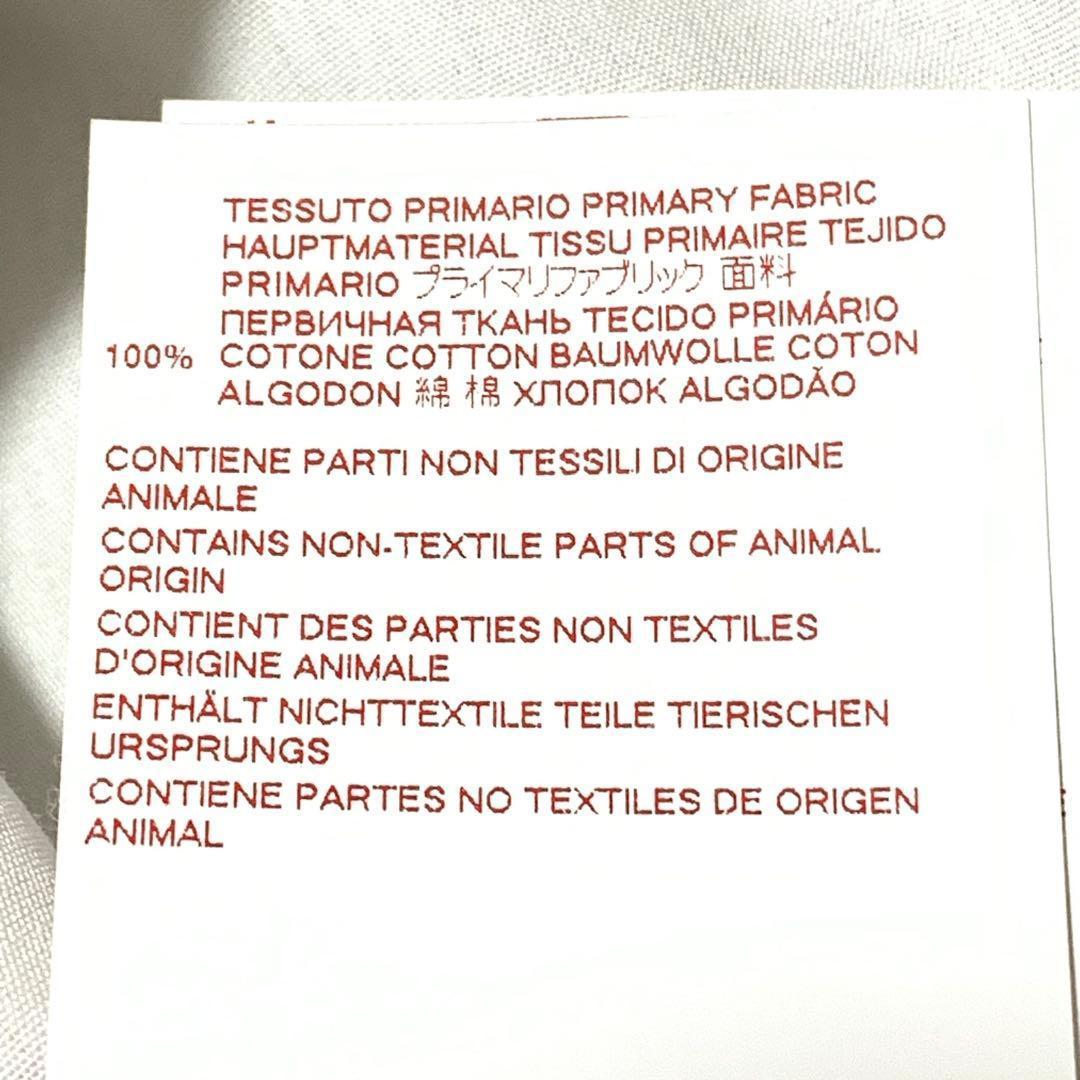 TESSUTO PRIMARIO PRIMARY FABRIC
HAUPTMATERIAL TISSU PRIMAIRE TEJIDO
PRIMARIO プライマリファブリック 面料
ПЕРВИЧНАЯ ТКАНЬ TECIDO PRIMÁRIO
100% COTONE COTTON BAUMWOLLE COTON
ALGODON 綿 棉 ХЛОПОК ALGODÃO
CONTIENE PARTI NON TESSILI DI ORIGINE
ANIMALE
CONTAINS NON-TEXTILE PARTS OF ANIMAL
ORIGIN
CONTIENT DES PARTIES NON TEXTILES
D'ORIGINE ANIMALE
ENTHÄLT NICHTTEXTILE TEILE TIERISCHEN
URSPRUNGS
CONTIENE PARTES NO TEXTILES DE ORIGEN
ANIMAL